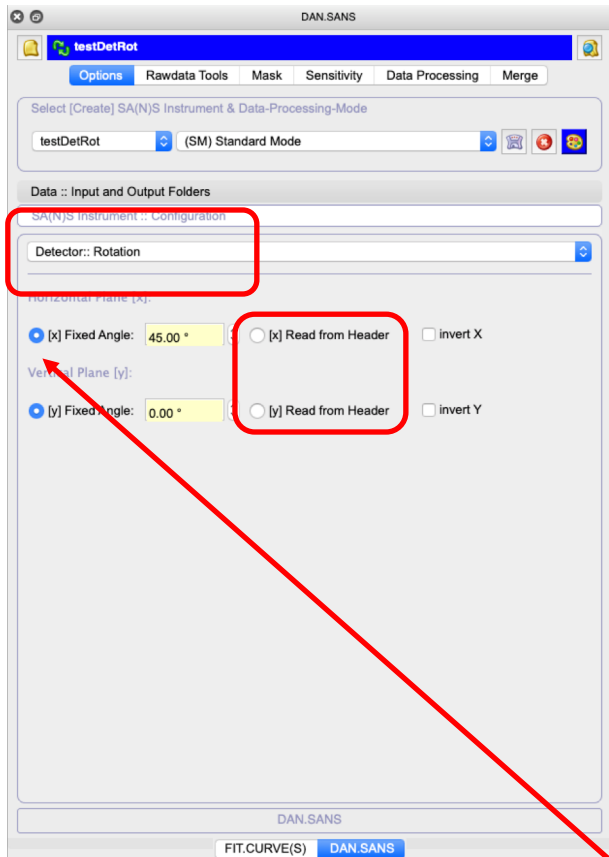 DAN.SANS
testDetRot
Options Rawdata Tools Mask Sensitivity Data Processing Merge
Select [Create] SA(N)S Instrument & Data-Processing-Mode
testDetRot (SM) Standard Mode
Data :: Input and Output Folders
SA(N)S Instrument :: Configuration
Detector:: Rotation
Horizontal Plane [x]:
[x] Fixed Angle: 45.00 ° [x] Read from Header invert X
Vertical Plane [y]:
[y] Fixed Angle: 0.00 ° [y] Read from Header invert Y
DAN.SANS
FIT.CURVE(S) DAN.SANS